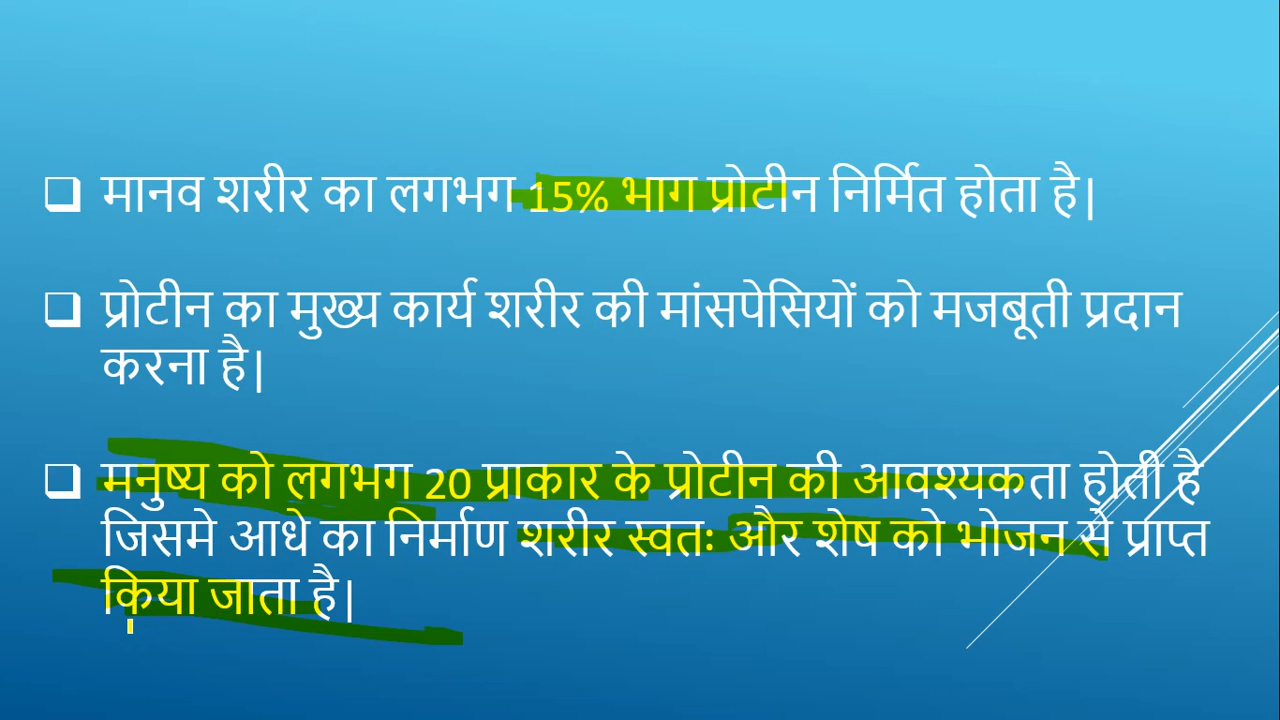 मानव शरीर का लगभग 15% भाग प्रोटीन निर्मित होता है|
प्रोटीन का मुख्य कार्य शरीर की मांसपेसियों को मजबूती प्रदान
करना है|
मनुष्य को लगभग 20 प्राकार के प्रोटीन की आवश्यकता होती है
जिसमे आधे का निर्माण शरीर स्वतः और शेष को भोजन से प्राप्त
किया जाता है|